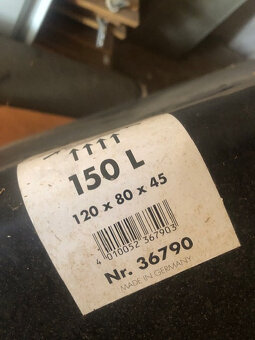 150 L
120 x 80 x 45
4 010052 367903
Nr. 36790
MADE IN GERMANY